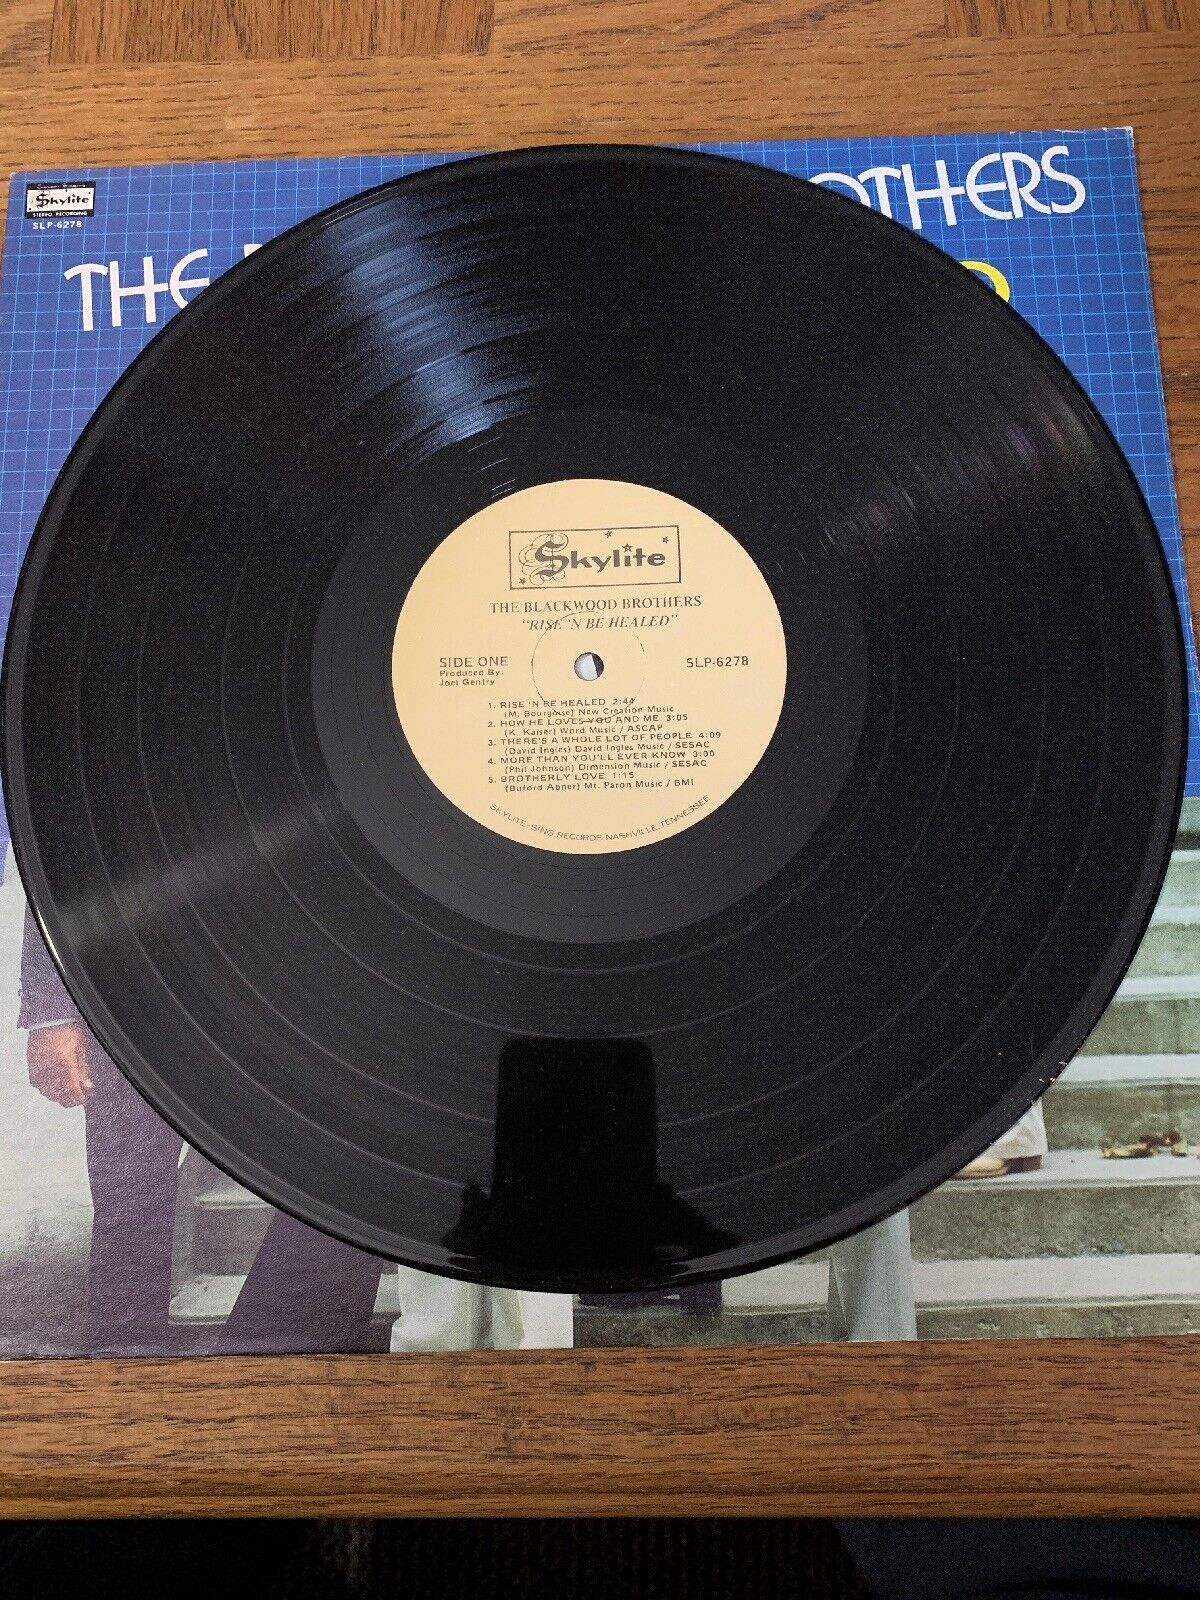 Skylite
STEREO RECORDING
SLP-6278
THE
OTHERS
Skylite
THE BLACKWOOD BROTHERS
"RISE 'N BE HEALED"
SIDE ONE
SLP-6278
Produced By:
Joel Gentry
1. RISE 'N BE HEALED 2:44
(M. Bourgoise) New Creation Music
2. HOW HE LOVES YOU AND ME 3:05
(K. Kaiser) Word Music / ASCAP
3. THERE'S A WHOLE LOT OF PEOPLE 4:09
(David Ingles) David Ingles Music / SESAC
4. MORE THAN YOU'LL EVER KNOW 3:00
(Phil Johnson) Dimension Music / SESAC
5. BROTHERLY LOVE 1:15
(Buford Abner) Mt. Paron Music / BMI
SKYLITE-SING RECORDS NASHVILLE, TENNESSEE